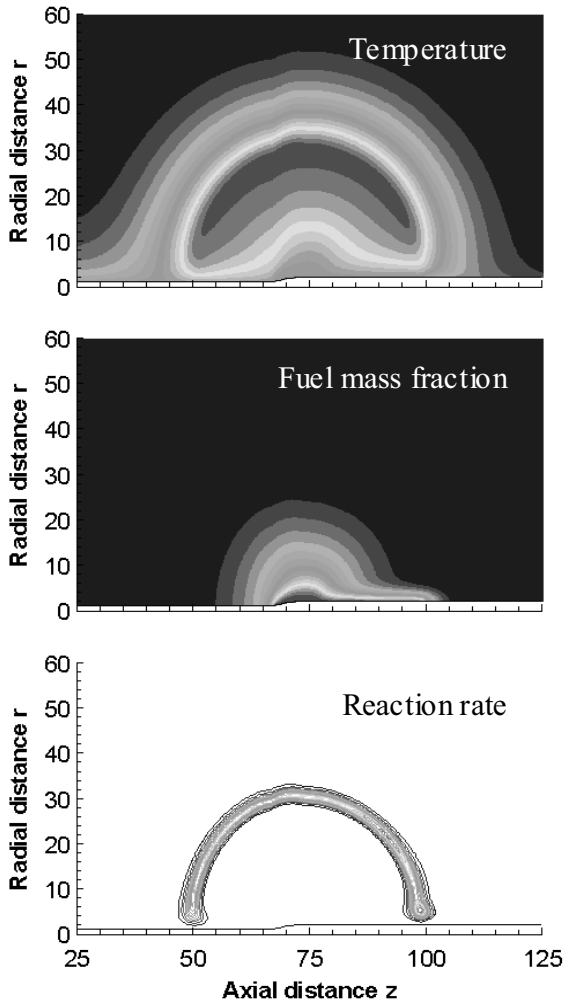 60
Temperature
50
40
30
20
10
0
Radial distance r
60
Fuel mass fraction
50
40
30
20
10
0
Radial distance r
60
Reaction rate
50
40
30
20
10
0
Radial distance r
25 50 75 100 125
Axial distance z